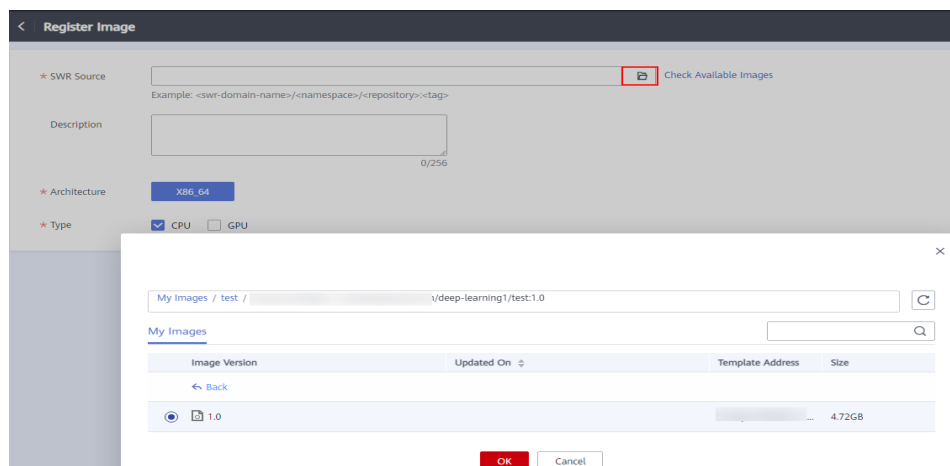 Register Image
* SWR Source
Check Available Images
Example: <swr-domain-name>/<namespace>/<repository>:<tag>
Description
0/256
* Architecture X86_64
* Type CPU GPU
My Images / test / /deep-learning1/test:1.0
My Images
Image Version Updated On Template Address Size
Back
1.0 ... 4.72GB
OK Cancel